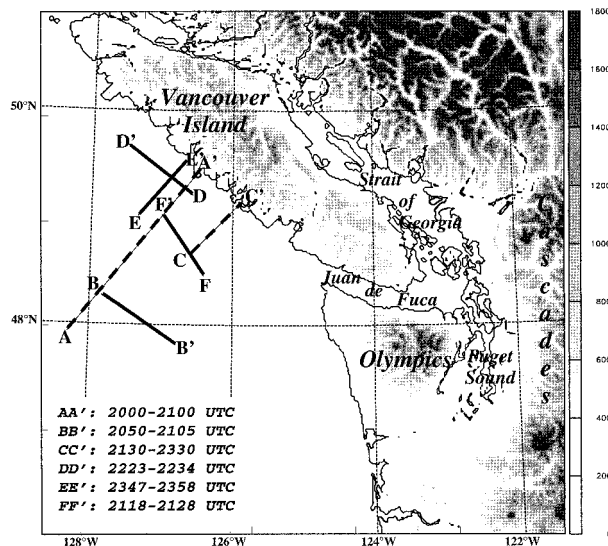 1800
1600
1400
1200
1000
800
600
400
200
0
50°N
48°N
128°W
126°W
124°W
122°W
Vancouver
Island
D'
E'
A'
D
F'
E
C'
C
F
B
A
B'
Strait
of
Georgia
Juan
de
Fuca
Olympics
Puget
Sound
Cascades
AA': 2000-2100 UTC
BB': 2050-2105 UTC
CC': 2130-2330 UTC
DD': 2223-2234 UTC
EE': 2347-2358 UTC
FF': 2118-2128 UTC